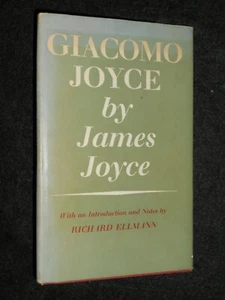 GIACOMO
JOYCE
by
James
Joyce
With an Introduction and Notes by
RICHARD ELLMANN